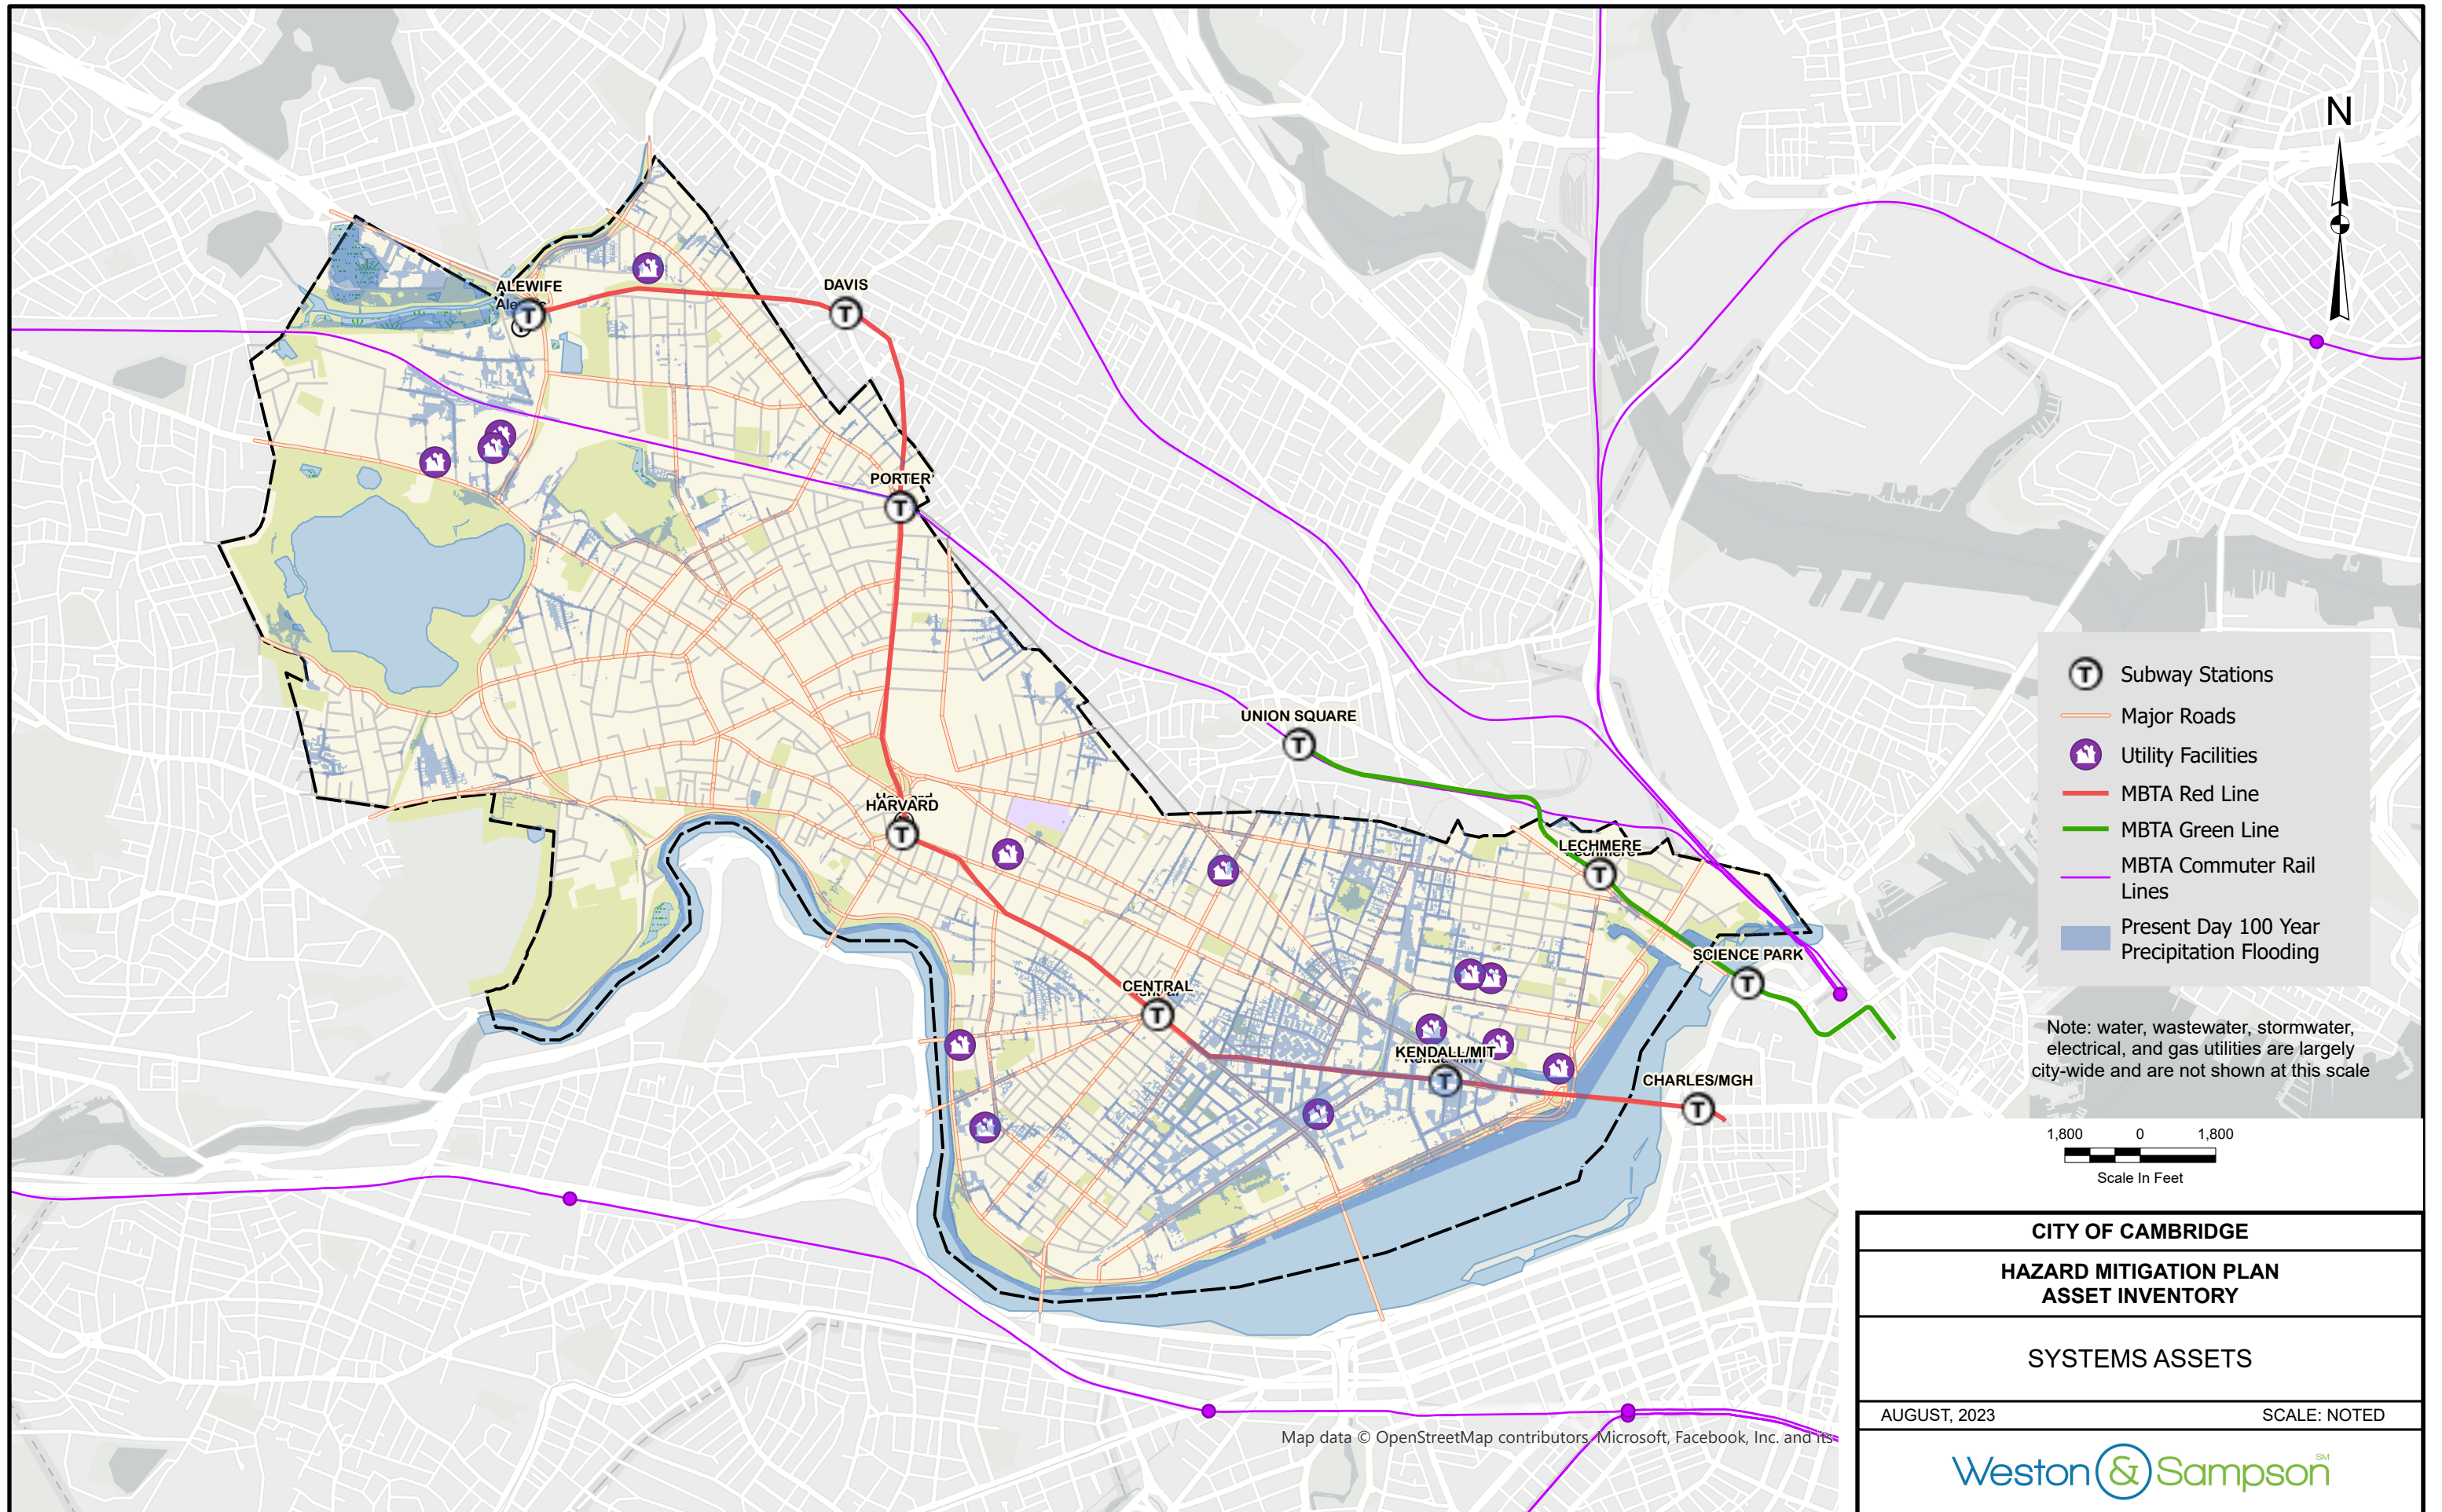 N
ALEWIFE
DAVIS
PORTER
UNION SQUARE
HARVARD
LECHMERE
SCIENCE PARK
CENTRAL
KENDALL/MIT
CHARLES/MGH
T
T
T
T
T
T
T
T
T
T
T Subway Stations
Major Roads
Utility Facilities
MBTA Red Line
MBTA Green Line
MBTA Commuter Rail
Lines
Present Day 100 Year
Precipitation Flooding
Note: water, wastewater, stormwater,
electrical, and gas utilities are largely
city-wide and are not shown at this scale
1,800 0 1,800
Scale In Feet
CITY OF CAMBRIDGE
HAZARD MITIGATION PLAN
ASSET INVENTORY
SYSTEMS ASSETS
AUGUST, 2023 SCALE: NOTED
Weston & Sampson SM
Map data © OpenStreetMap contributors, Microsoft, Facebook, Inc. and its